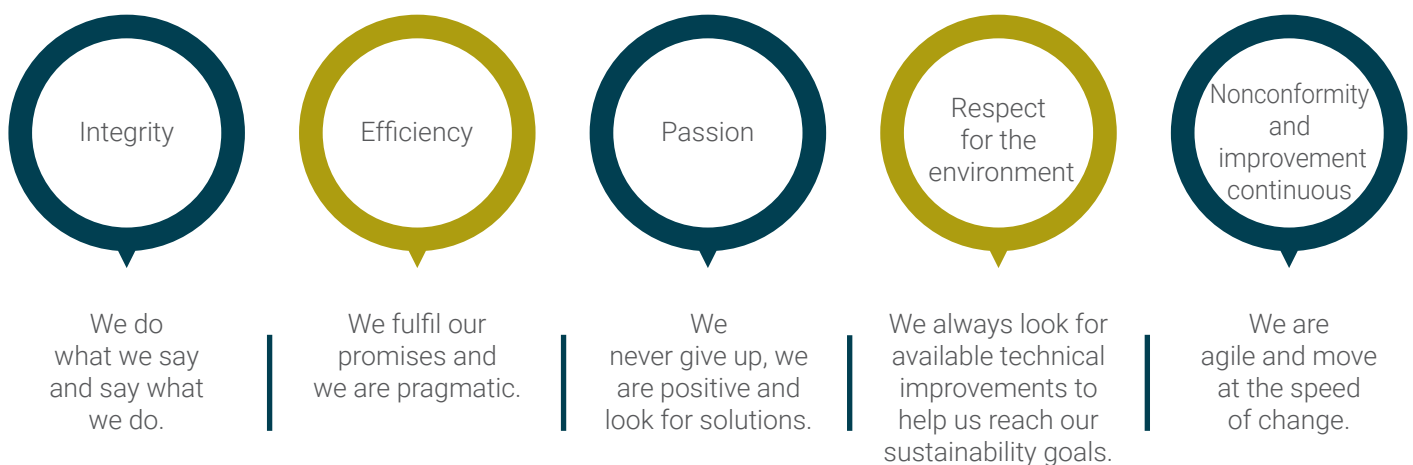 Integrity
We do
what we say
and say what
we do.
Efficiency
We fulfil our
promises and
we are pragmatic.
Passion
We
never give up, we
are positive and
look for solutions.
Respect
for the
environment
We always look for
available technical
improvements to
help us reach our
sustainability goals.
Nonconformity
and
improvement
continuous
We are
agile and move
at the speed
of change.